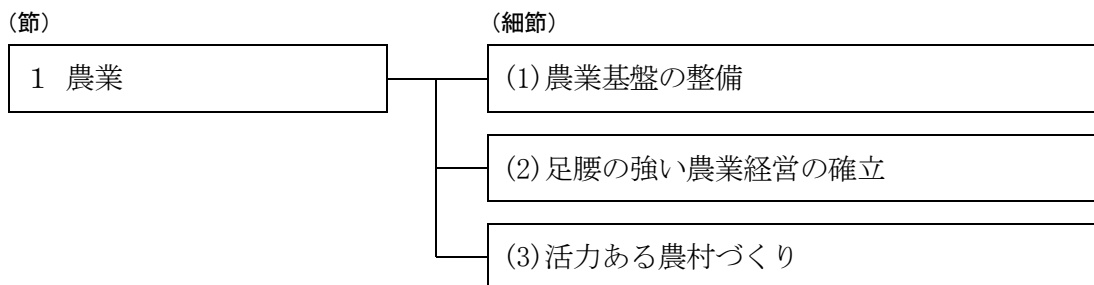 (節)
(細節)
１ 農業
(1)農業基盤の整備
(2)足腰の強い農業経営の確立
(3)活力ある農村づくり